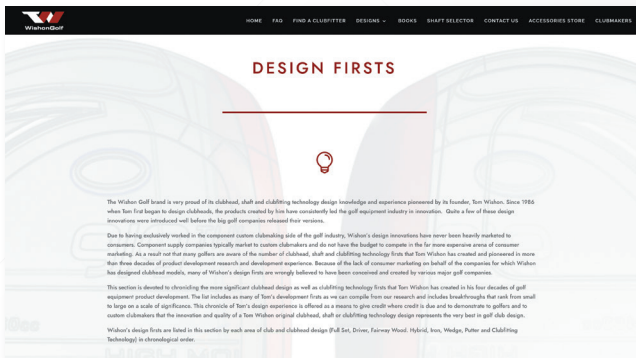 WishonGolf
HOME FAQ FIND A CLUBFITTER DESIGNS BOOKS SHAFT SELECTOR CONTACT US ACCESSORIES STORE CLUBMAKERS
DESIGN FIRSTS
The Wishon Golf brand is very proud of its clubhead, shaft and clubfitting technology design knowledge and experience pioneered by its founder, Tom Wishon. Since 1986
when Tom first began to design clubheads, the products created by him have consistently led the golf equipment industry in innovation. Quite a few of these design
innovations were introduced well before the big golf companies released their versions.
Due to having exclusively worked in the component custom clubmaking side of the golf industry, Wishon's design innovations have never been heavily marketed to
consumers. Component supply companies typically market to custom clubmakers and do not have the budget to compete in the far more expensive arena of consumer
marketing. As a result not that many golfers are aware of the number of clubhead, shaft and clubfitting technology firsts that Tom Wishon has created and pioneered in more
than three decades of product development research and development experience. Because of the lack of consumer marketing on behalf of the companies for which Wishon
has designed clubhead models, many of Wishon's design firsts are wrongly believed to have been conceived and created by various major golf companies.
This section is devoted to chronicling the more significant clubhead design as well as clubfitting technology firsts that Tom Wishon has created in his four decades of golf
equipment product development. The list includes as many of Tom's development firsts as we can compile from our research and includes breakthroughs that rank from small
to large on a scale of significance. This chronicle of Tom's design experience is offered as a means to give credit where credit is due and to demonstrate to golfers and to
custom clubmakers that the innovation and quality of a Tom Wishon original clubhead, shaft or clubfitting technology design represents the very best in golf club design.
Wishon's design firsts are listed in this section by each area of club and clubhead design (Full Set, Driver, Fairway Wood. Hybrid, Iron, Wedge, Putter and Clubfitting
Technology) in chronological order.